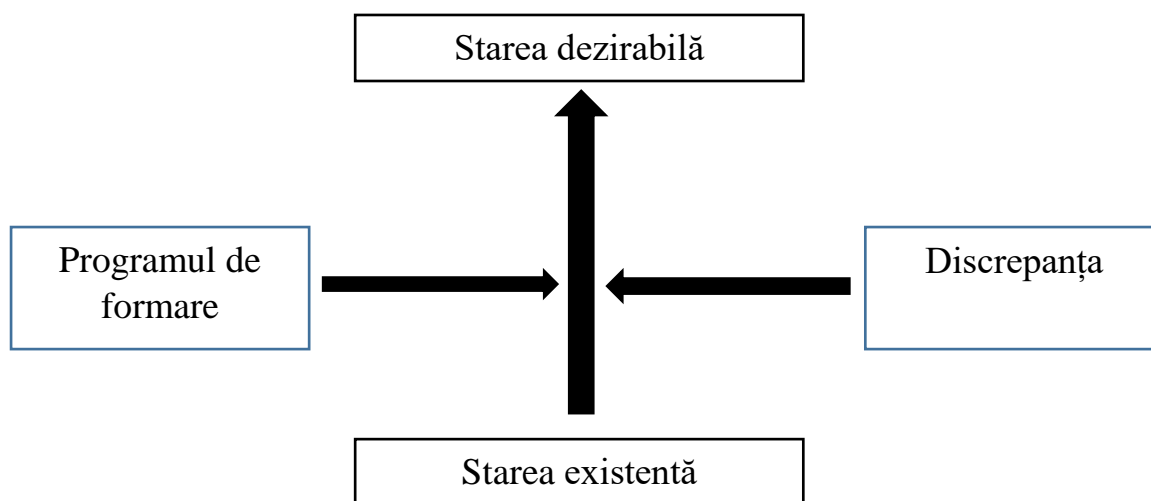 Starea dezirabilă
Programul de
formare
Discrepanța
Starea existentă